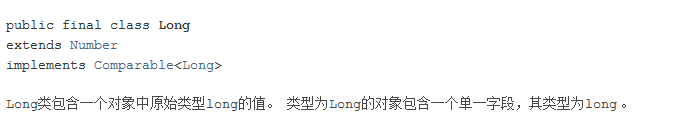 public final class Long
extends Number
implements Comparable<Long>
Long类包含一个对象中原始类型long的值。 类型为Long的对象包含一个单一字段，其类型为long 。